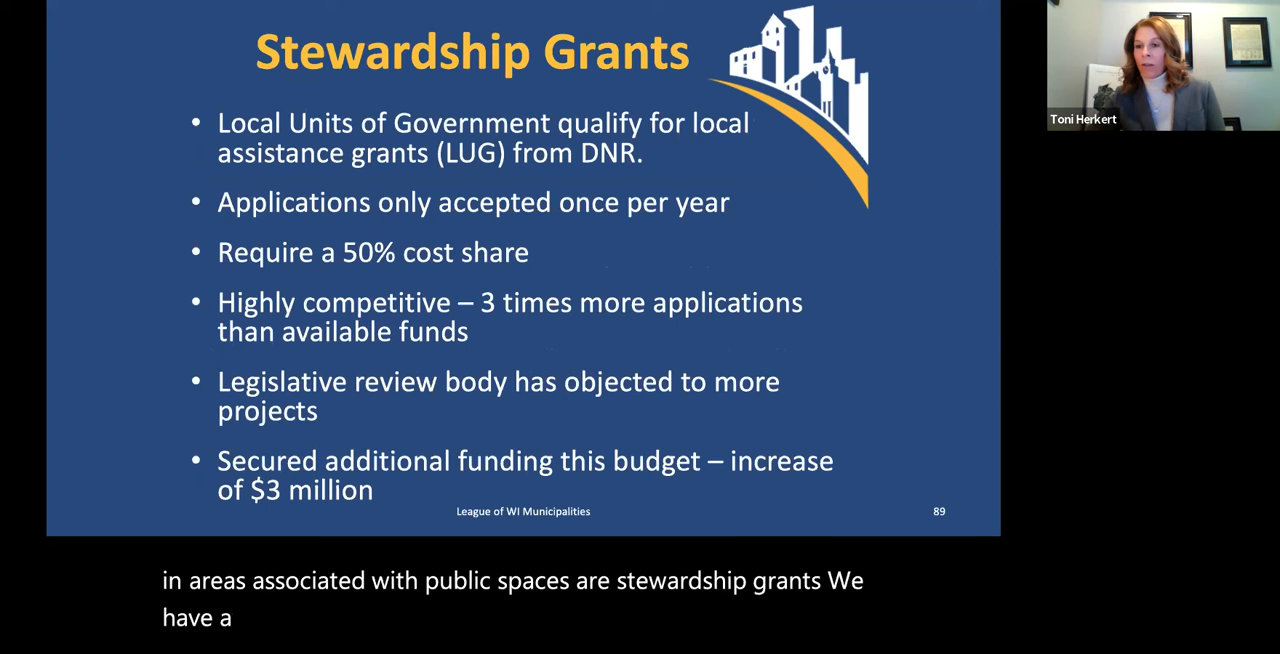 Stewardship Grants
• Local Units of Government qualify for local
assistance grants (LUG) from DNR.
• Applications only accepted once per year
• Require a 50% cost share
• Highly competitive – 3 times more applications
than available funds
• Legislative review body has objected to more
projects
• Secured additional funding this budget – increase
of $3 million
League of WI Municipalities
89
Toni Herkert
in areas associated with public spaces are stewardship grants We
have a